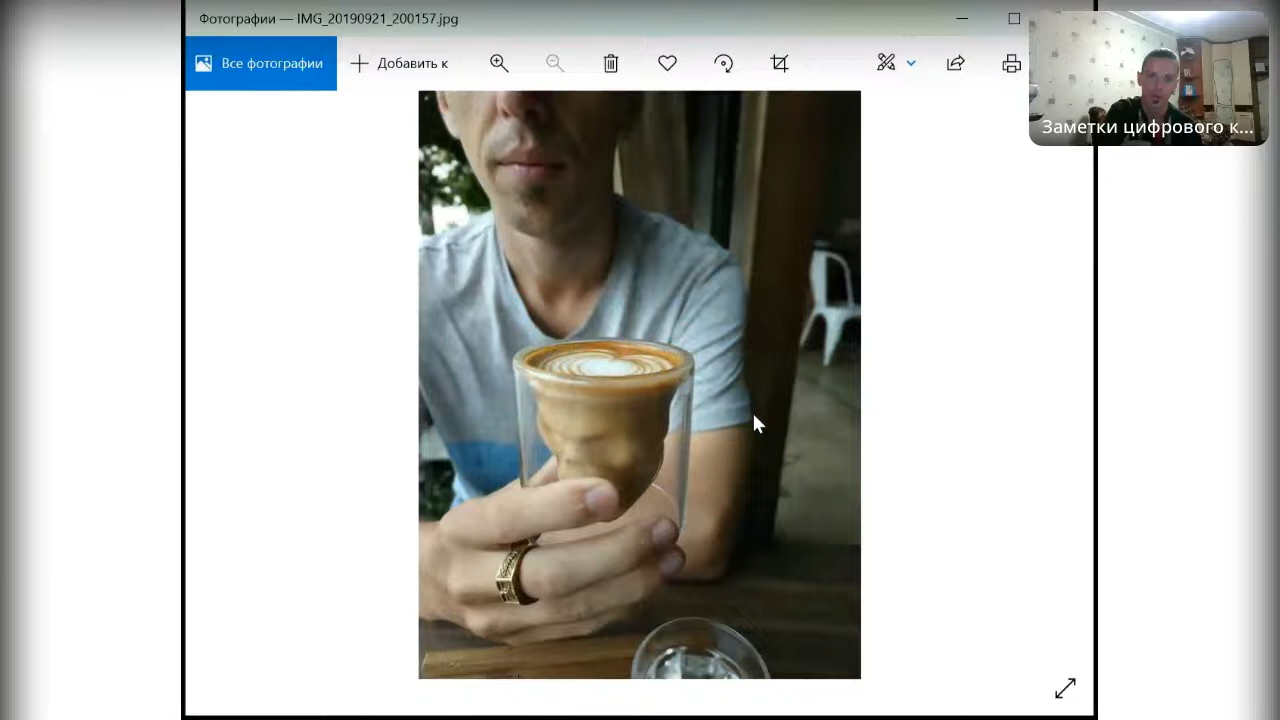 Фотографии — IMG_20190921_200157.jpg
Все фотографии
Добавить к
Заметки цифрового к...